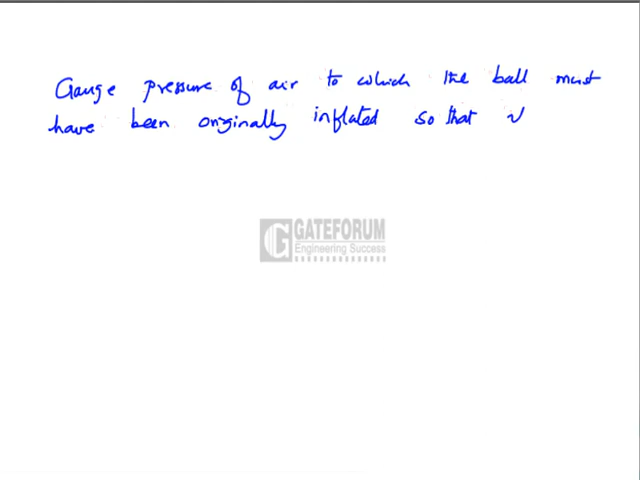 Gauge pressure of air to which the ball must
have been originally inflated so that
GATEFORUM
Engineering Success